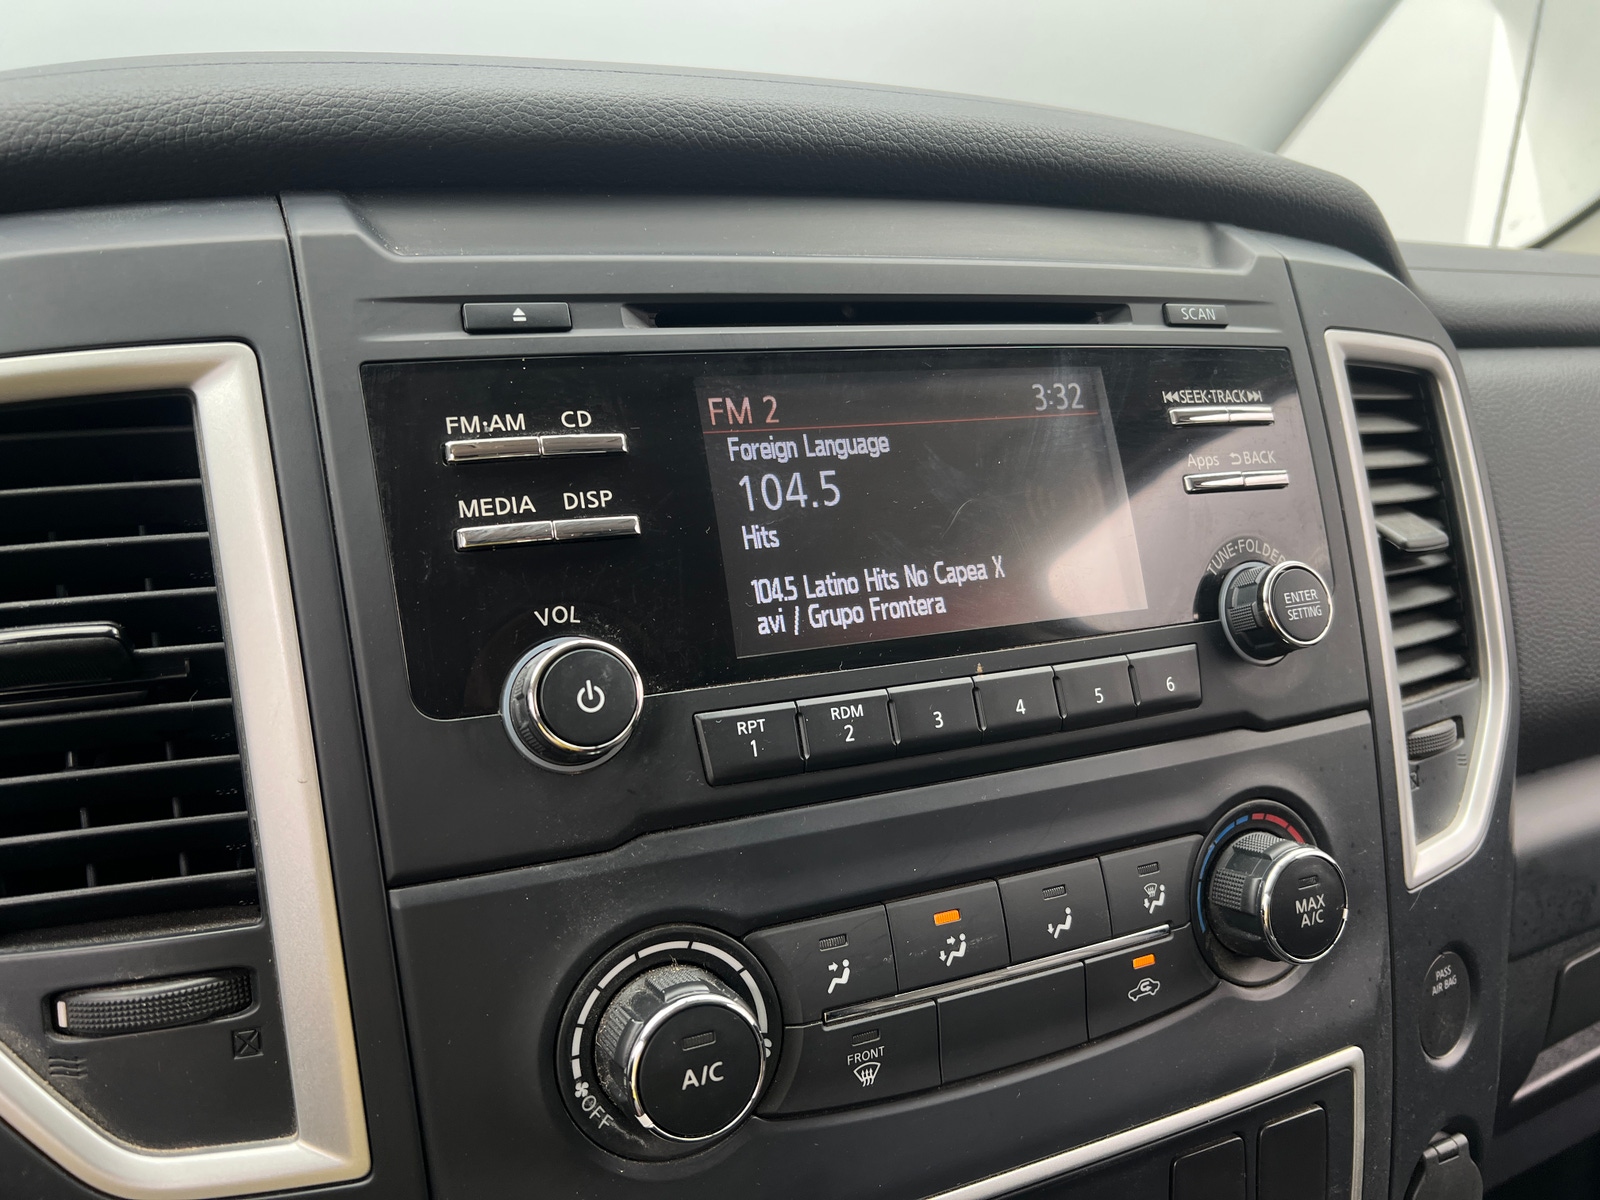 SCAN
FM·AM CD
MEDIA DISP
VOL
FM 2 3:32
Foreign Language
104.5
Hits
104.5 Latino Hits No Capea X
avi / Grupo Frontera
SEEK·TRACK
Apps BACK
TUNE·FOLDER
ENTER
SETTING
RPT
1
RDM
2
3
4
5
6
MAX
A/C
A/C
OFF
FRONT
PASS
AIR BAG